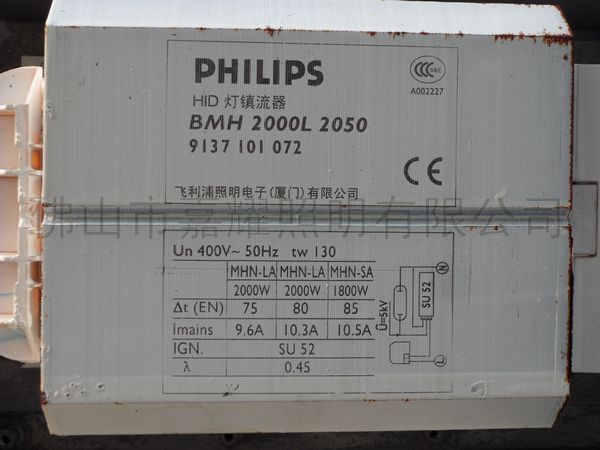 PHILIPS
HID 灯镇流器
BMH 2000L 2050
9137 101 072
飞利浦照明电子(厦门)有限公司
CCC S&E
A002227
CE
佛山市嘉耀照明有限公司
Un 400V~ 50Hz tw 130
MHN-LA MHN-LA MHN-SA
2000W 2000W 1800W
Δt (EN) 75 80 85
Imains 9.6A 10.3A 10.5A
IGN. SU 52
λ 0.45
Û=5kV
SU 52
N
L